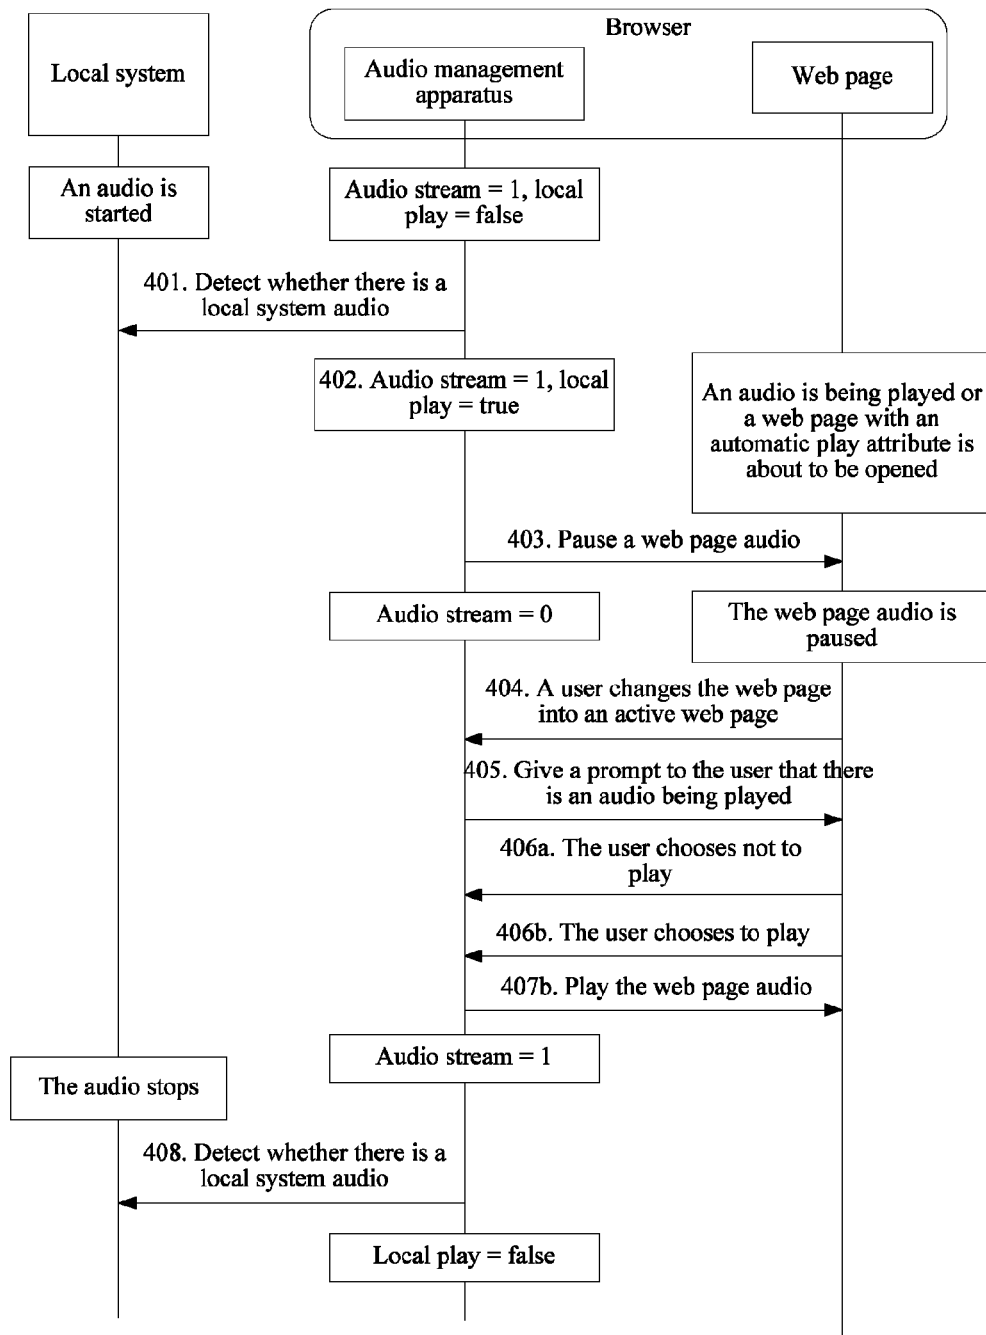 Browser
Local system
Audio management
apparatus
Web page
An audio is
started
Audio stream = 1, local
play = false
401. Detect whether there is a
local system audio
402. Audio stream = 1, local
play = true
An audio is being played or
a web page with an
automatic play attribute is
about to be opened
403. Pause a web page audio
Audio stream = 0
The web page audio is
paused
404. A user changes the web page
into an active web page
405. Give a prompt to the user that there
is an audio being played
406a. The user chooses not to
play
406b. The user chooses to play
407b. Play the web page audio
Audio stream = 1
The audio stops
408. Detect whether there is a
local system audio
Local play = false